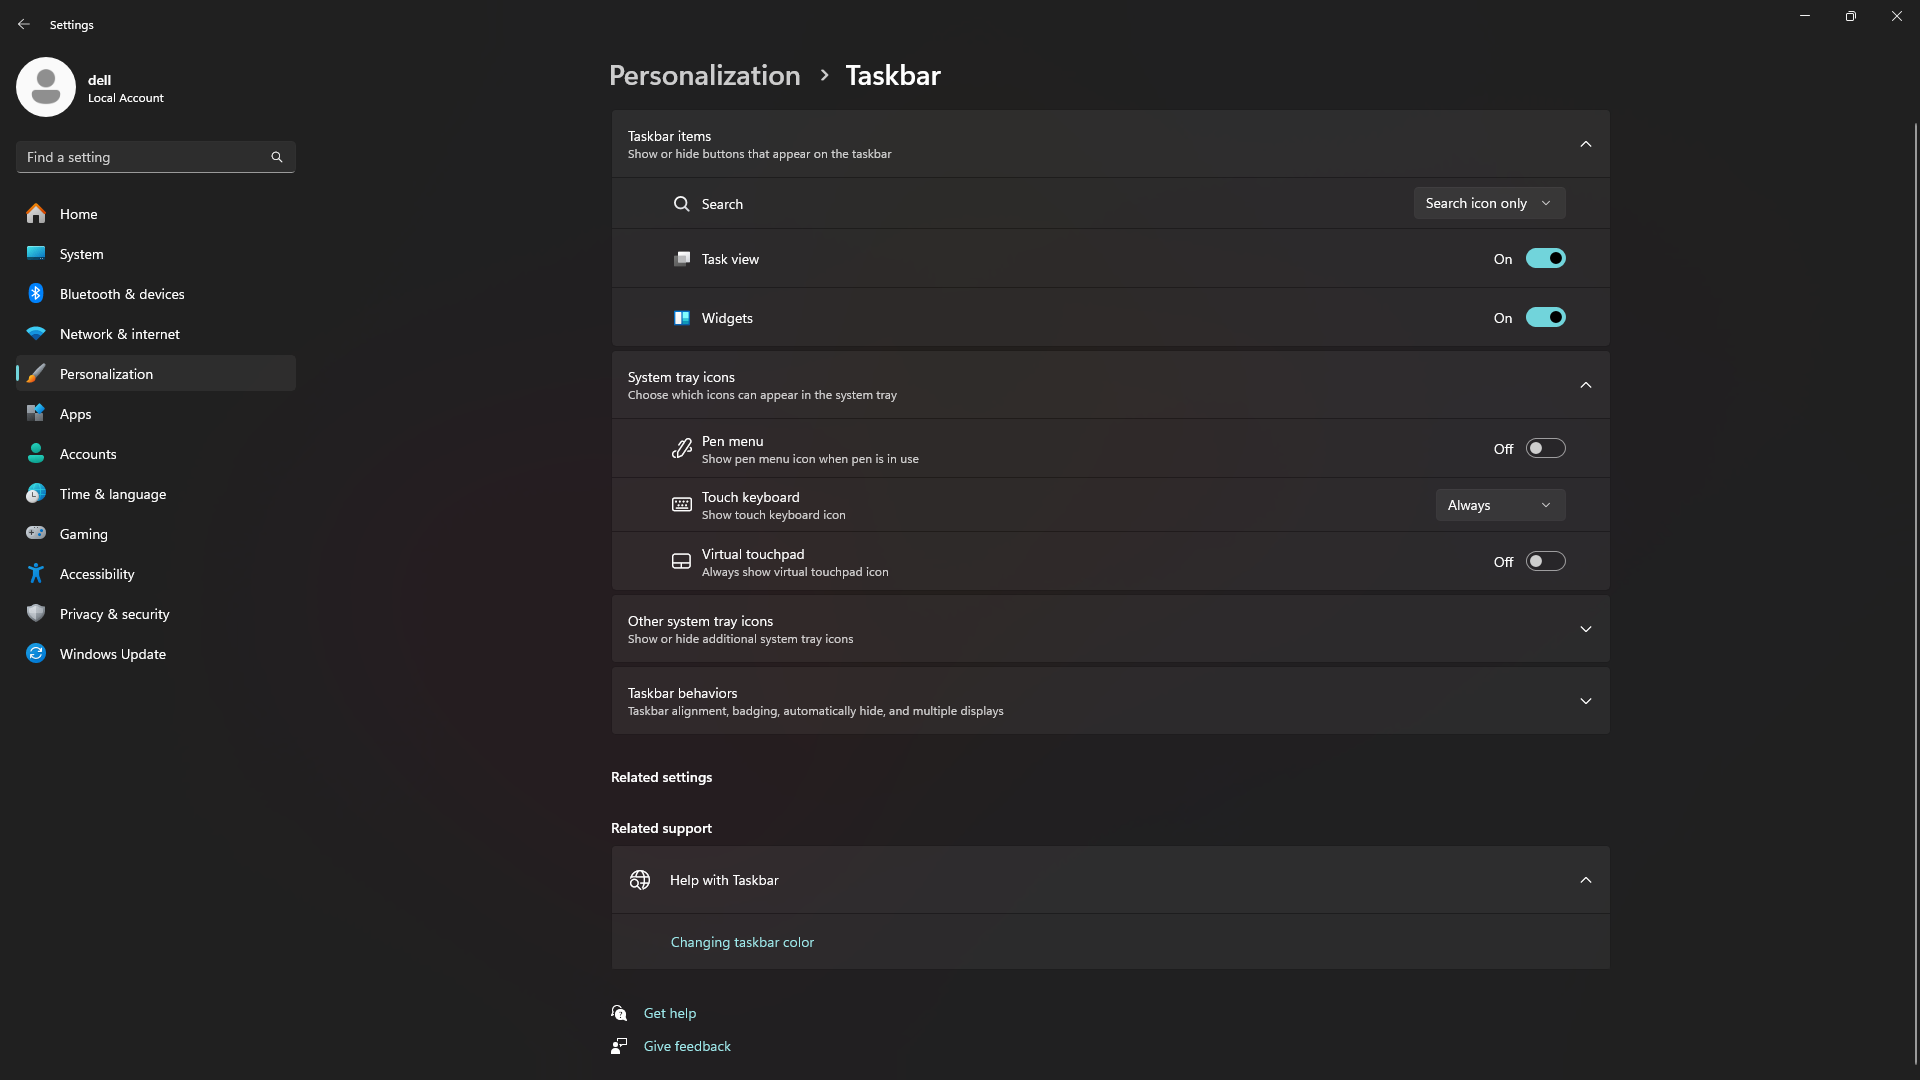 Settings
dell
Local Account
Find a setting
Home
System
Bluetooth & devices
Network & internet
Personalization
Apps
Accounts
Time & language
Gaming
Accessibility
Privacy & security
Windows Update
Personalization > Taskbar
Taskbar items
Show or hide buttons that appear on the taskbar
Search
Search icon only
Task view
On
Widgets
On
System tray icons
Choose which icons can appear in the system tray
Pen menu
Show pen menu icon when pen is in use
Off
Touch keyboard
Show touch keyboard icon
Always
Virtual touchpad
Always show virtual touchpad icon
Off
Other system tray icons
Show or hide additional system tray icons
Taskbar behaviors
Taskbar alignment, badging, automatically hide, and multiple displays
Related settings
Related support
Help with Taskbar
Changing taskbar color
Get help
Give feedback